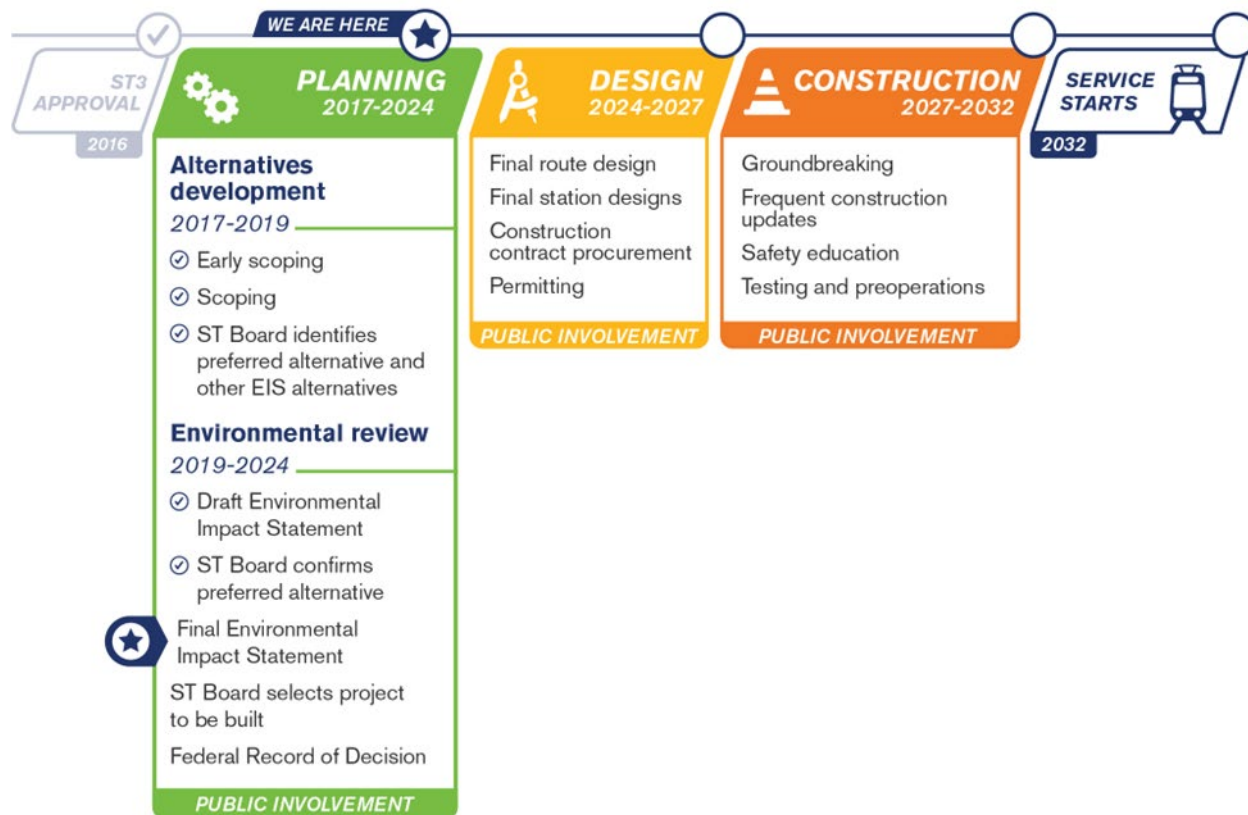 WE ARE HERE
ST3
APPROVAL
2016
PLANNING
2017-2024
Alternatives
development
2017-2019
Early scoping
Scoping
ST Board identifies
preferred alternative and
other EIS alternatives
Environmental review
2019-2024
Draft Environmental
Impact Statement
ST Board confirms
preferred alternative
Final Environmental
Impact Statement
ST Board selects project
to be built
Federal Record of Decision
PUBLIC INVOLVEMENT
DESIGN
2024-2027
Final route design
Final station designs
Construction
contract procurement
Permitting
PUBLIC INVOLVEMENT
CONSTRUCTION
2027-2032
Groundbreaking
Frequent construction
updates
Safety education
Testing and preoperations
PUBLIC INVOLVEMENT
SERVICE
STARTS
2032